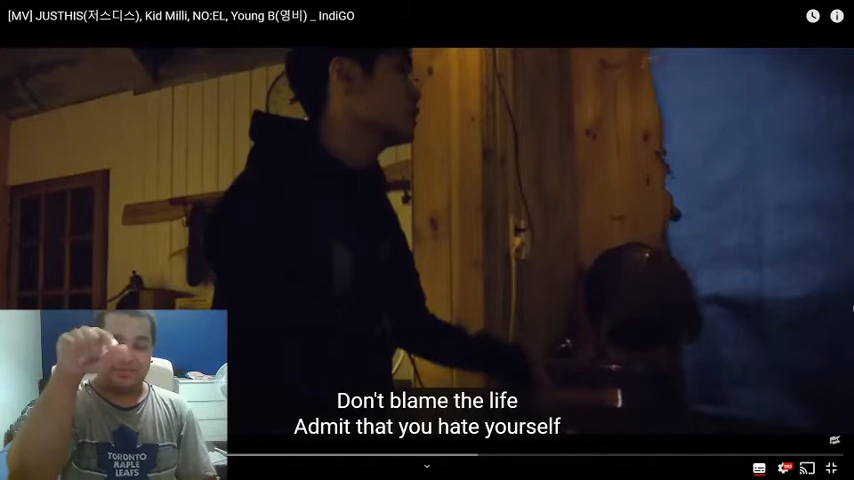 [MV] JUSTHIS(저스디스), Kid Milli, NO:EL, Young B(영비) _ IndiGO
Don't blame the life
Admit that you hate yourself
TORONTO
MAPLE
LEAFS